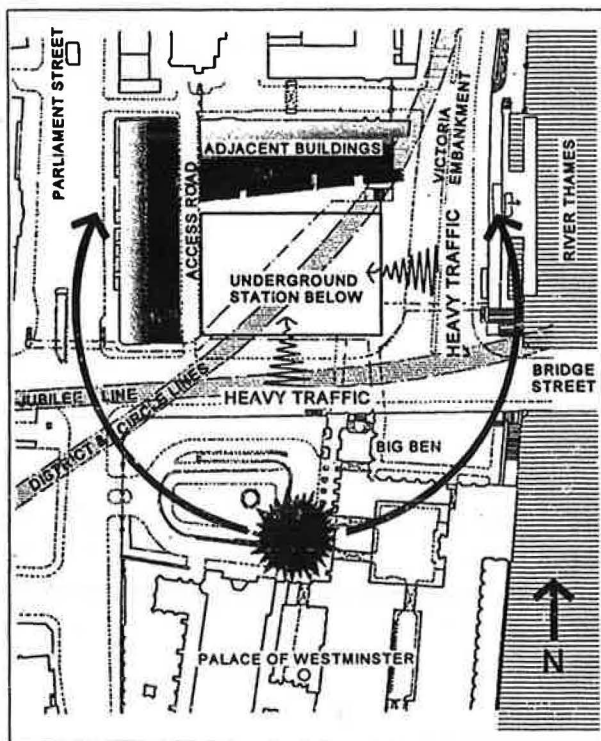 PARLIAMENT STREET
ADJACENT BUILDINGS
ACCESS ROAD
VICTORIA
EMBANKMENT
HEAVY TRAFFIC
RIVER THAMES
UNDERGROUND
STATION BELOW
BRIDGE
STREET
JUBILEE LINE
HEAVY TRAFFIC
DISTRICT & CIRCLE LINES
BIG BEN
PALACE OF WESTMINSTER
N